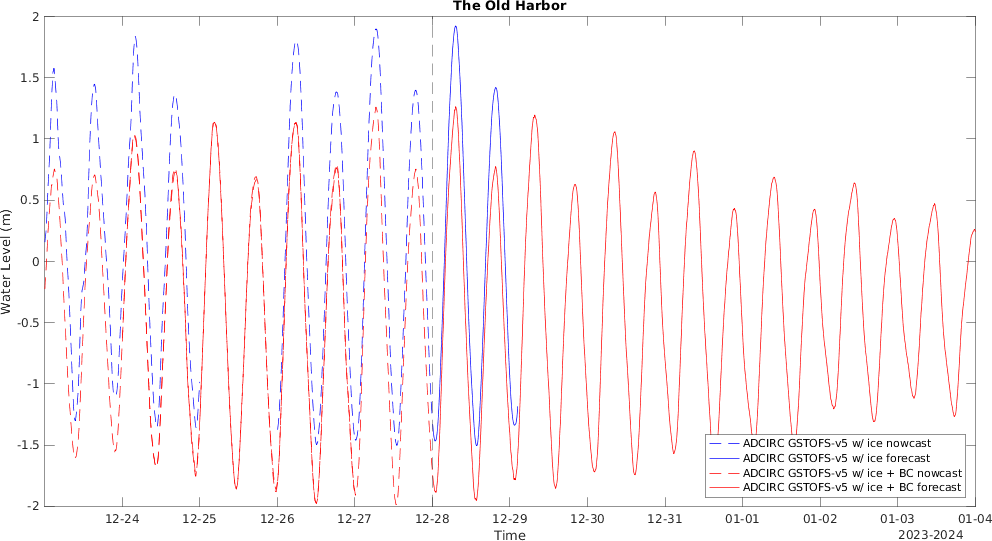 The Old Harbor
2
1.5
1
0.5
0
-0.5
-1
-1.5
-2
Water Level (m)
12-24 12-25 12-26 12-27 12-28 12-29 12-30 12-31 01-01 01-02 01-03 01-04
Time
2023-2024
ADCIRC GSTOFS-v5 w/ ice nowcast
ADCIRC GSTOFS-v5 w/ ice forecast
ADCIRC GSTOFS-v5 w/ ice + BC nowcast
ADCIRC GSTOFS-v5 w/ ice + BC forecast